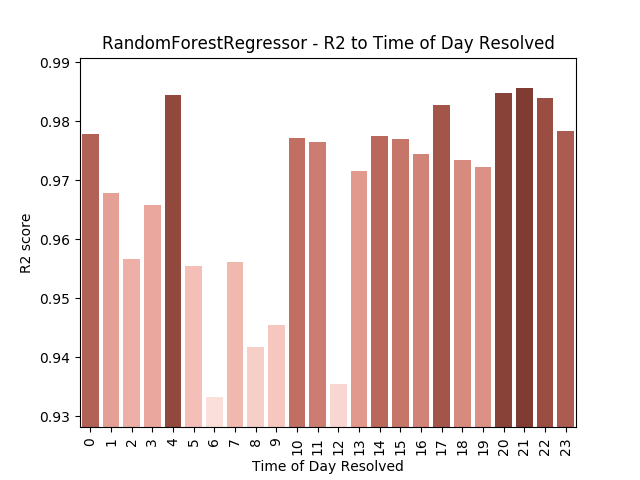 RandomForestRegressor - R2 to Time of Day Resolved
0.99
0.98
0.97
0.96
0.95
0.94
0.93
R2 score
0 1 2 3 4 5 6 7 8 9 10 11 12 13 14 15 16 17 18 19 20 21 22 23
Time of Day Resolved